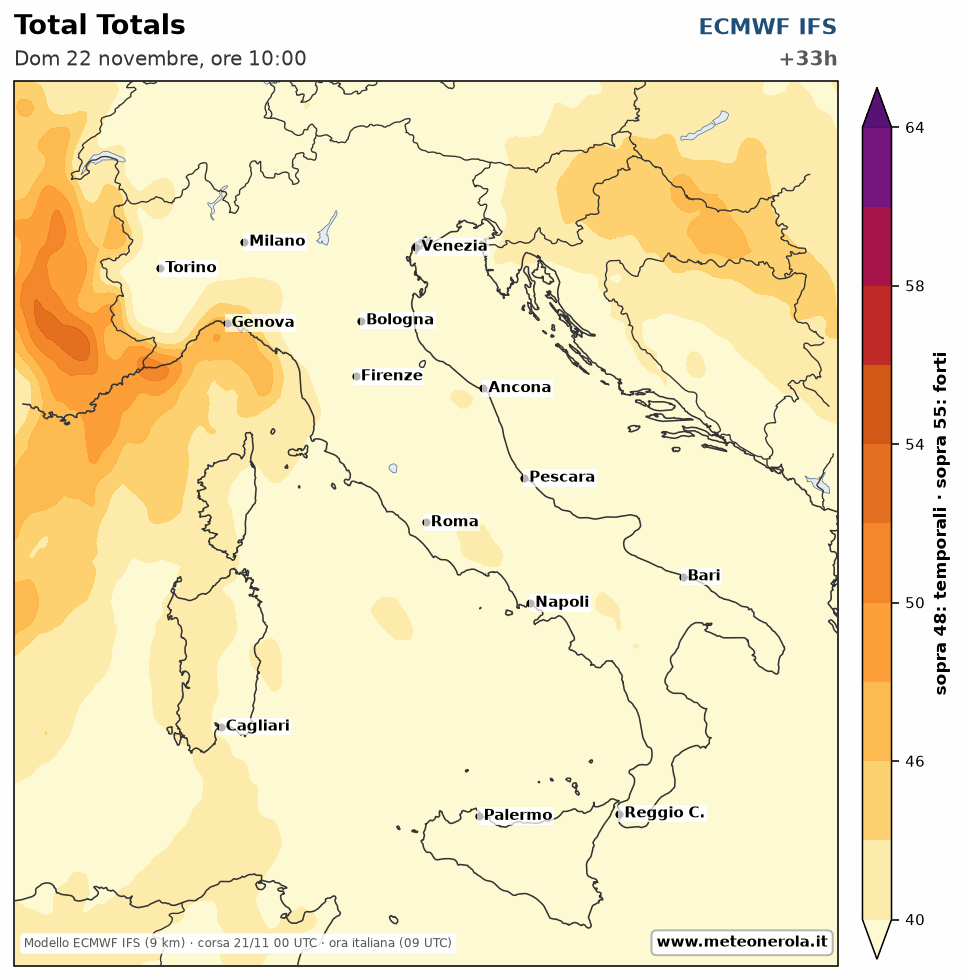 Total Totals
ECMWF IFS
Dom 22 novembre, ore 10:00
+33h
Milano
Venezia
Torino
Genova
Bologna
Firenze
Ancona
Pescara
Roma
Bari
Napoli
Cagliari
Palermo
Reggio C.
64
58
54
50
46
40
sopra 48: temporali · sopra 55: forti
Modello ECMWF IFS (9 km) · corsa 21/11 00 UTC · ora italiana (09 UTC)
www.meteonerola.it